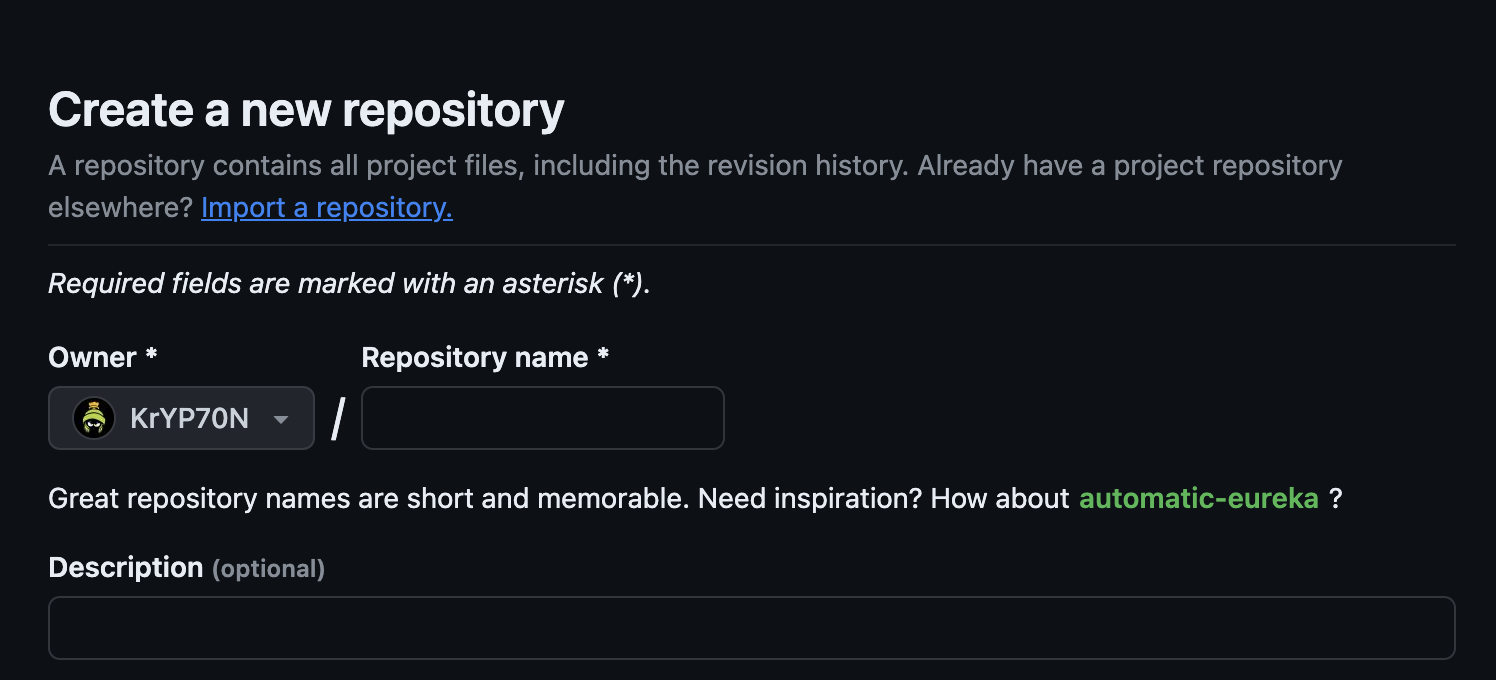 Create a new repository
A repository contains all project files, including the revision history. Already have a project repository
elsewhere? Import a repository.
Required fields are marked with an asterisk (*).
Owner * Repository name *
KrYP70N /
Great repository names are short and memorable. Need inspiration? How about automatic-eureka ?
Description (optional)